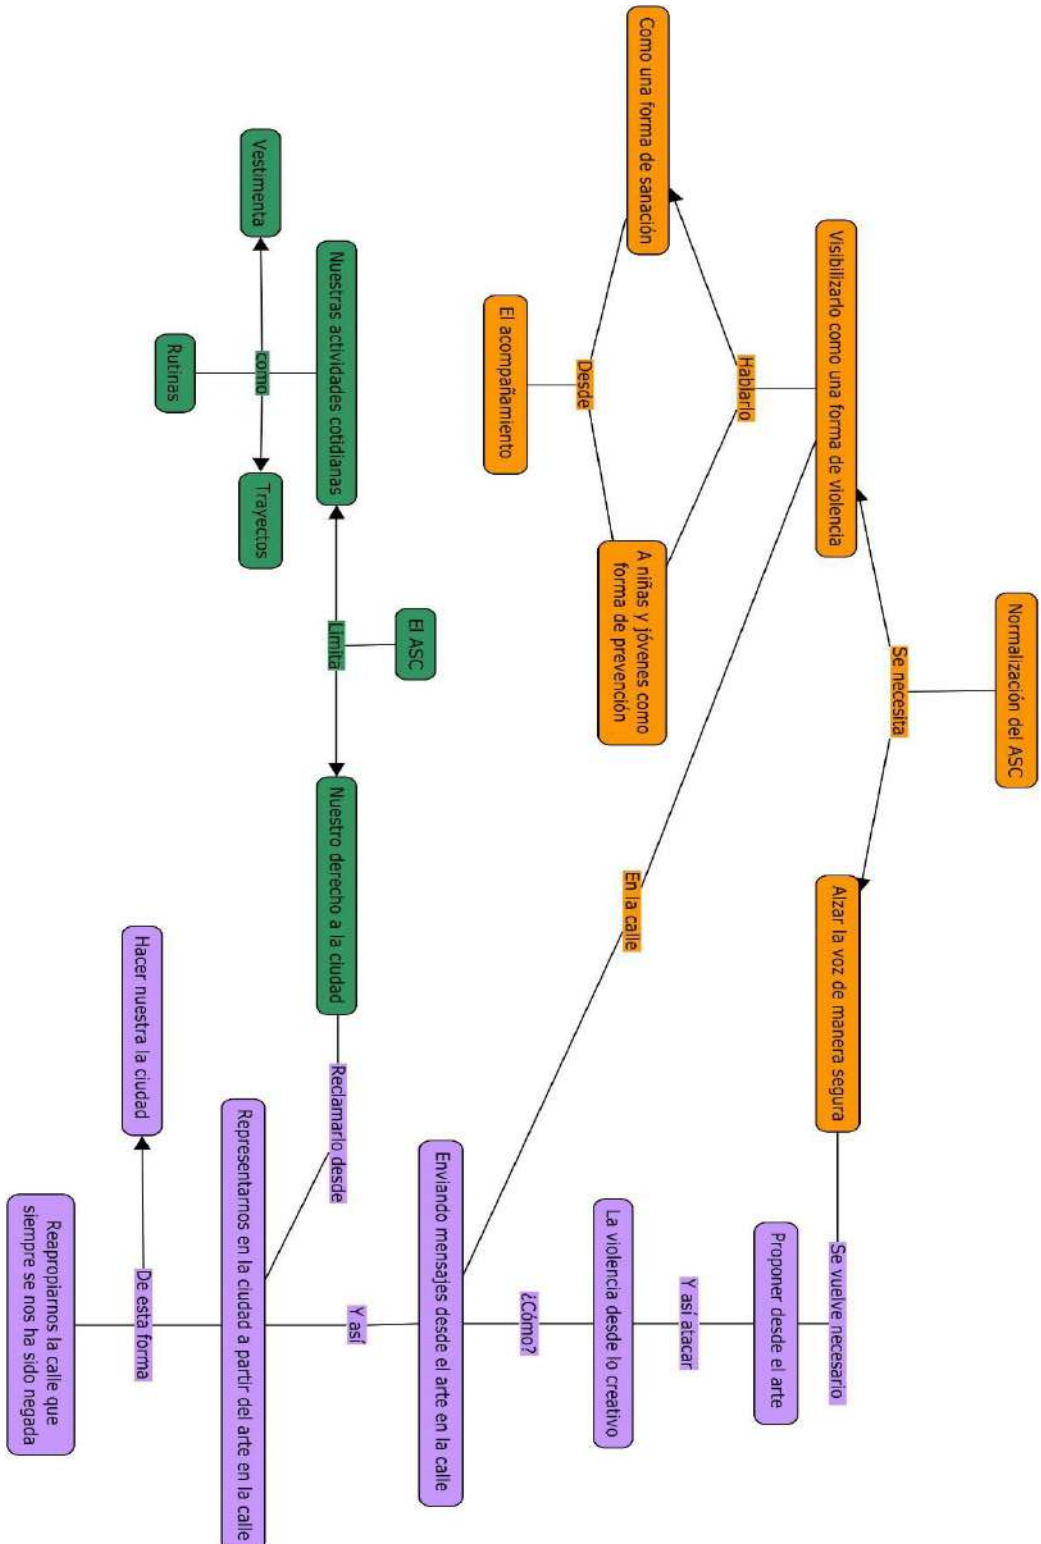 Normalización del ASC
Se necesita
Visibilizarlo como una forma de violencia
Alzar la voz de manera segura
Hablarlo
Se vuelve necesario
Como una forma de sanación
A niñas y jóvenes como
forma de prevención
Proponer desde el arte
Desde
En la calle
Y así atacar
El acompañamiento
La violencia desde lo creativo
¿Cómo?
El ASC
Enviando mensajes desde el arte en la calle
Limita
Nuestras actividades cotidianas
Nuestro derecho a la ciudad
Reclamarlo desde
Y así
como
Vestimenta
Trayectos
Representarnos en la ciudad a partir del arte en la calle
Rutinas
De esta forma
Hacer nuestra la ciudad
Reapropiarnos la calle que
siempre se nos ha sido negada